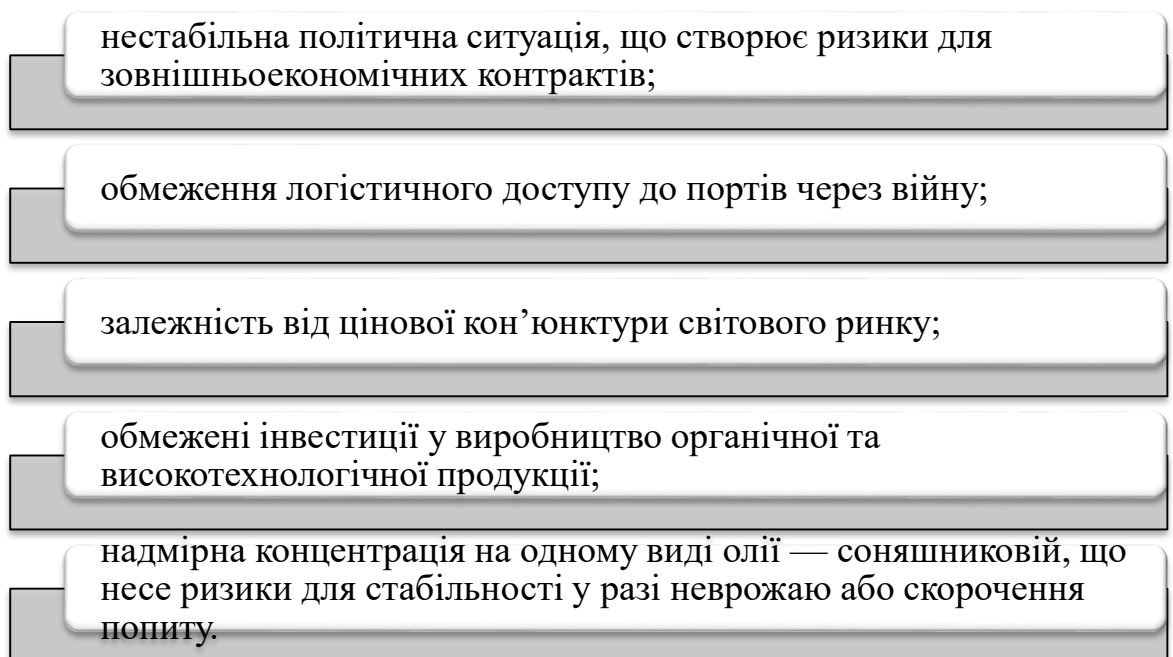 нестабільна політична ситуація, що створює ризики для
зовнішньоекономічних контрактів;
обмеження логістичного доступу до портів через війну;
залежність від цінової кон’юнктури світового ринку;
обмежені інвестиції у виробництво органічної та
високотехнологічної продукції;
надмірна концентрація на одному виді олії — соняшниковій, що
несе ризики для стабільності у разі неврожаю або скорочення
попиту.